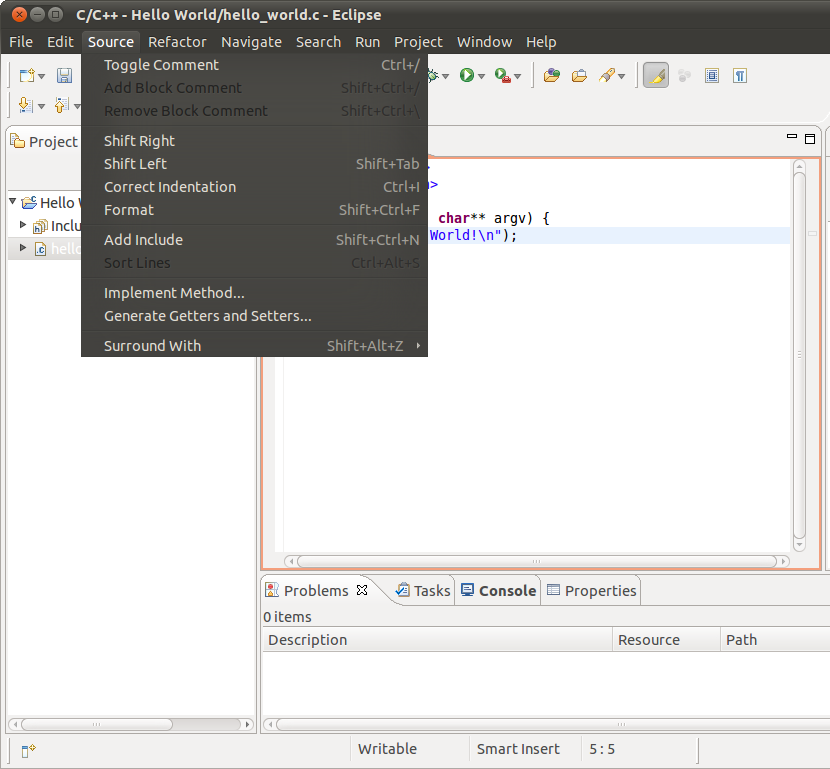 C/C++ - Hello World/hello_world.c - Eclipse
File Edit Source Refactor Navigate Search Run Project Window Help
Toggle Comment Ctrl+/
Add Block Comment Shift+Ctrl+/
Remove Block Comment Shift+Ctrl+\
Shift Right
Shift Left Shift+Tab
Correct Indentation Ctrl+I
Format Shift+Ctrl+F
Add Include Shift+Ctrl+N
Sort Lines Ctrl+Alt+S
Implement Method...
Generate Getters and Setters...
Surround With Shift+Alt+Z
Project
Hello W
Inclu
.c hello
>
char** argv) {
World!\n");
Problems Tasks Console Properties
0 items
Description Resource Path
Writable Smart Insert 5 : 5